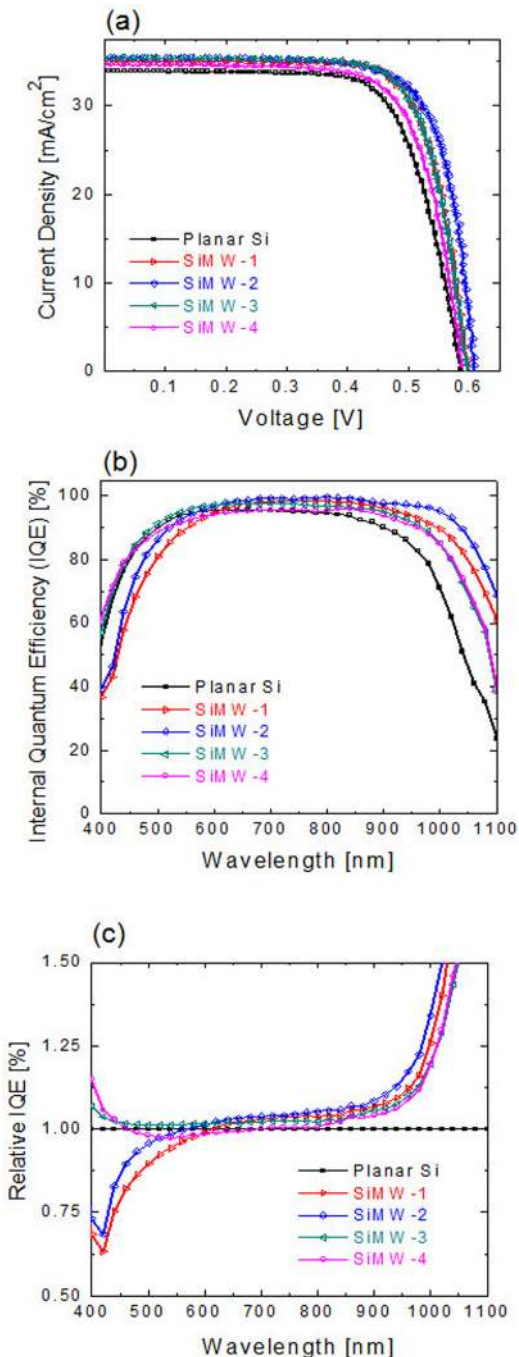 (a)
Current Density [mA/cm²]
30
20
10
0
Planar Si
SiMW-1
SiMW-2
SiMW-3
SiMW-4
0.1 0.2 0.3 0.4 0.5 0.6
Voltage [V]
(b)
Internal Quantum Efficiency (IQE) [%]
100
80
60
40
20
0
Planar Si
SiMW-1
SiMW-2
SiMW-3
SiMW-4
400 500 600 700 800 900 1000 1100
Wavelength [nm]
(c)
Relative IQE [%]
1.50
1.25
1.00
0.75
0.50
Planar Si
SiMW-1
SiMW-2
SiMW-3
SiMW-4
400 500 600 700 800 900 1000 1100
Wavelength [nm]